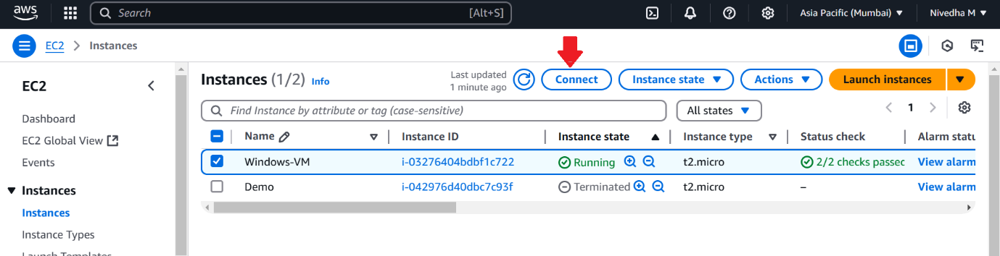 aws
Search [Alt+S]
Asia Pacific (Mumbai) Nivedha M
EC2 Instances
EC2
Dashboard
EC2 Global View
Events
Instances
Instances
Instance Types
Launch Templates
Instances (1/2) Info
Last updated
1 minute ago
Connect Instance state Actions Launch instances
Find Instance by attribute or tag (case-sensitive) All states 1
Name Instance ID Instance state Instance type Status check Alarm statu
Windows-VM i-03276404bdbf1c722 Running t2.micro 2/2 checks passec View alarm
Demo i-042976d40dbc7c93f Terminated t2.micro – View alarm